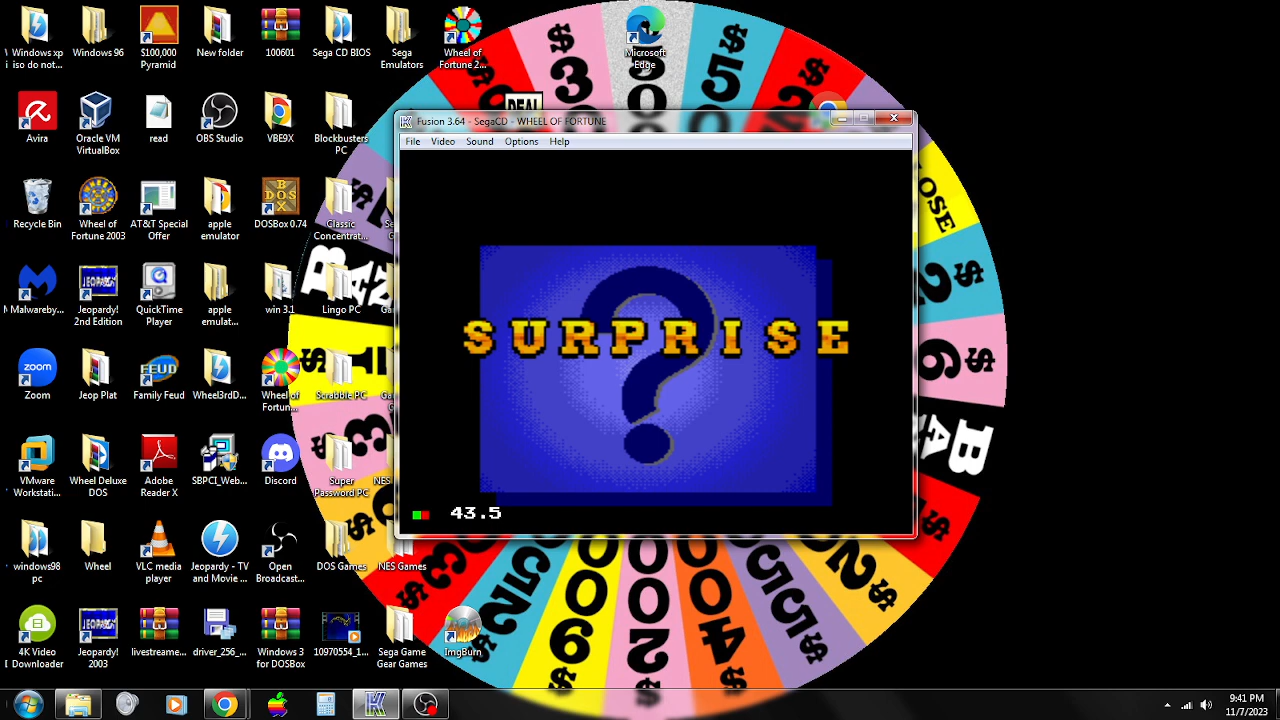 Windows xp
iso do not...
Windows 96
$100,000
Pyramid
New folder
100601
Sega CD BIOS
Sega
Emulators
Wheel of
Fortune 2...
Microsoft
Edge
Avira
Oracle VM
VirtualBox
read
OBS Studio
VBE9X
Blockbusters
PC
DEAL
Recycle Bin
Wheel of
Fortune 2003
AT&T Special
Offer
apple
emulator
DOSBox 0.74
Classic
Concentrat...
Malwareby...
Jeopardy!
2nd Edition
QuickTime
Player
apple
emulat...
win 3.1
Lingo PC
Zoom
Jeop Plat
Family Feud
Wheel3rdD...
Wheel of
Fortun...
Scrabble PC
VMware
Workstati...
Wheel Deluxe
DOS
Adobe
Reader X
SBPCI_Web...
Discord
Super
Password PC
windows98
pc
Wheel
VLC media
player
Jeopardy - TV
and Movie ...
Open
Broadcast...
DOS Games
NES Games
4K Video
Downloader
Jeopardy!
2003
livestreame...
driver_256_...
Windows 3
for DOSBox
10970554_1...
Sega Game
Gear Games
ImgBurn
Fusion 3.64 - SegaCD - WHEEL OF FORTUNE
File Video Sound Options Help
SURPRISE
?
43.5
9:41 PM
11/7/2023